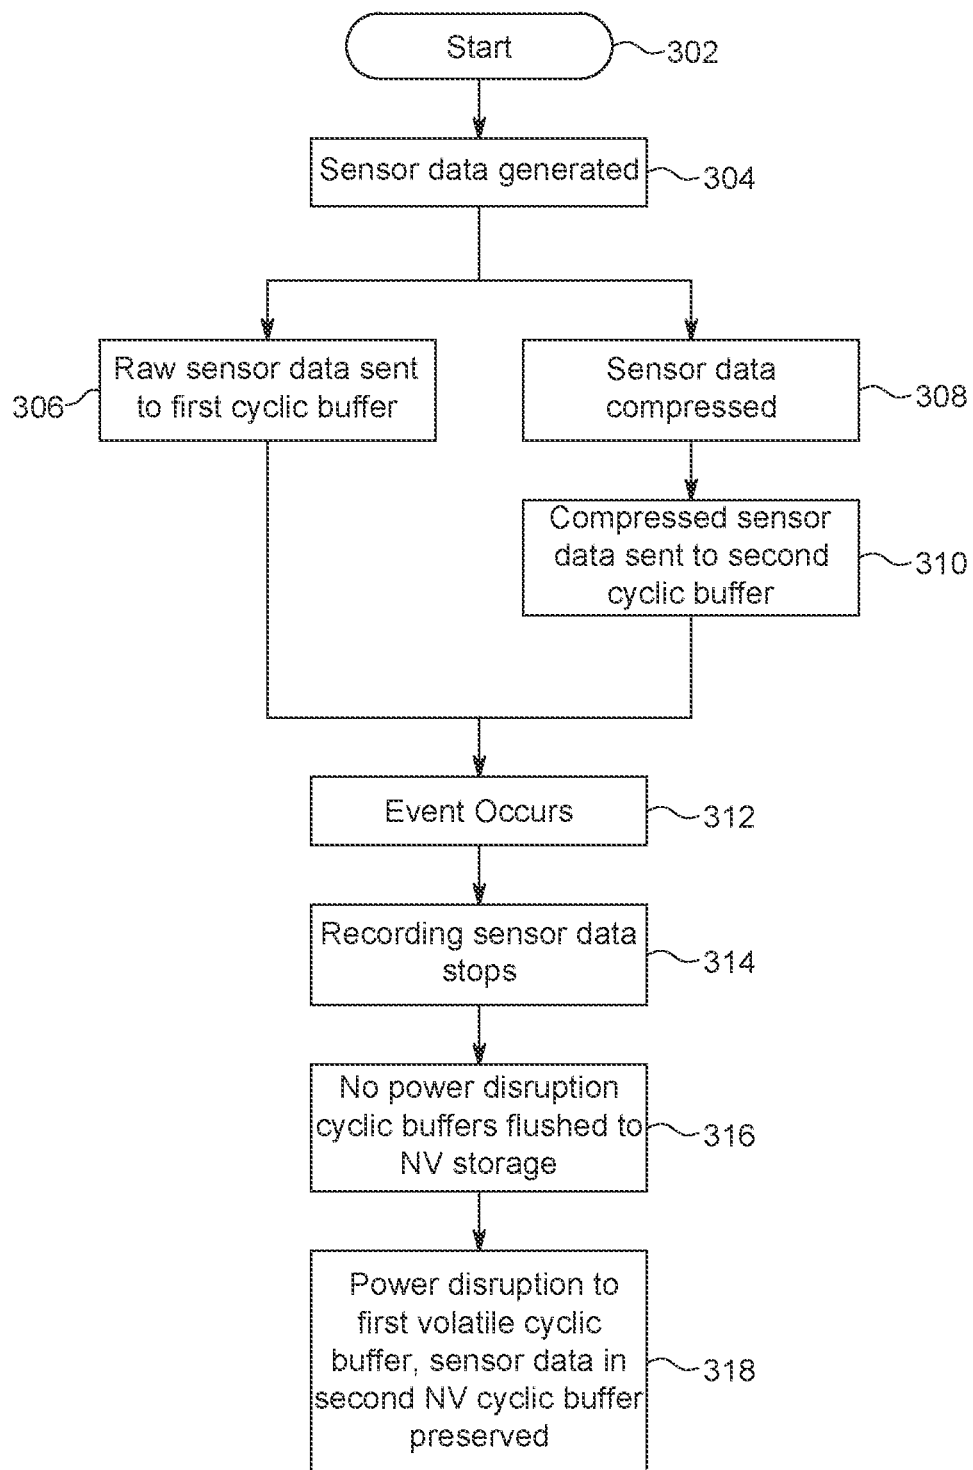 Start
302
Sensor data generated
304
Raw sensor data sent
to first cyclic buffer
306
Sensor data
compressed
308
Compressed sensor
data sent to second
cyclic buffer
310
Event Occurs
312
Recording sensor data
stops
314
No power disruption
cyclic buffers flushed to
NV storage
316
Power disruption to
first volatile cyclic
buffer, sensor data in
second NV cyclic buffer
preserved
318